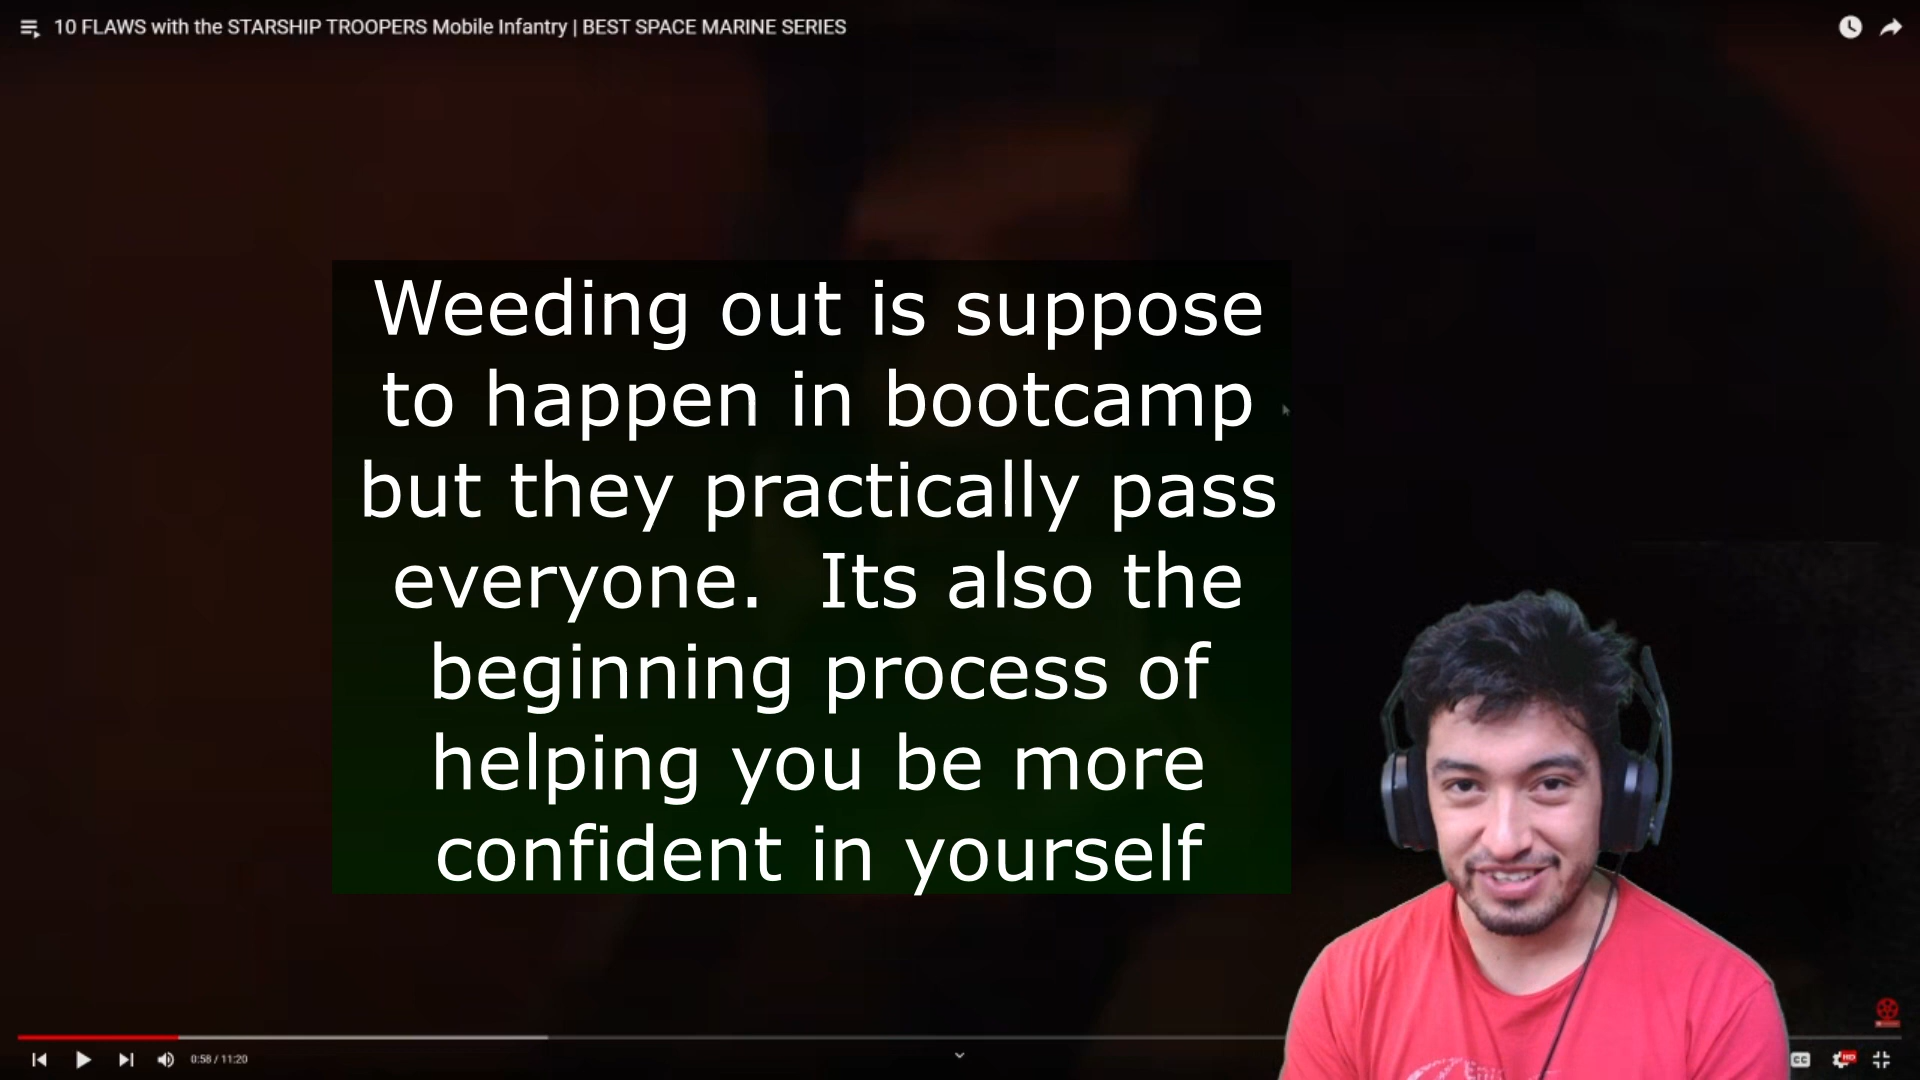 10 FLAWS with the STARSHIP TROOPERS Mobile Infantry | BEST SPACE MARINE SERIES
Weeding out is suppose
to happen in bootcamp
but they practically pass
everyone.  Its also the
beginning process of
helping you be more
confident in yourself
0:58 / 11:20
CC
HD